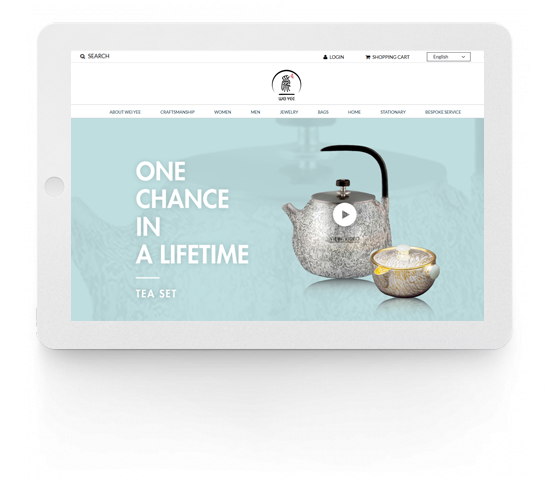 SEARCH
LOGIN
SHOPPING CART
English
WEI YEE
ABOUT WEI YEE
CRAFTSMANSHIP
WOMEN
MEN
JEWELRY
BAGS
HOME
STATIONARY
BESPOKE SERVICE
ONE
CHANCE
IN
A LIFETIME
TEA SET